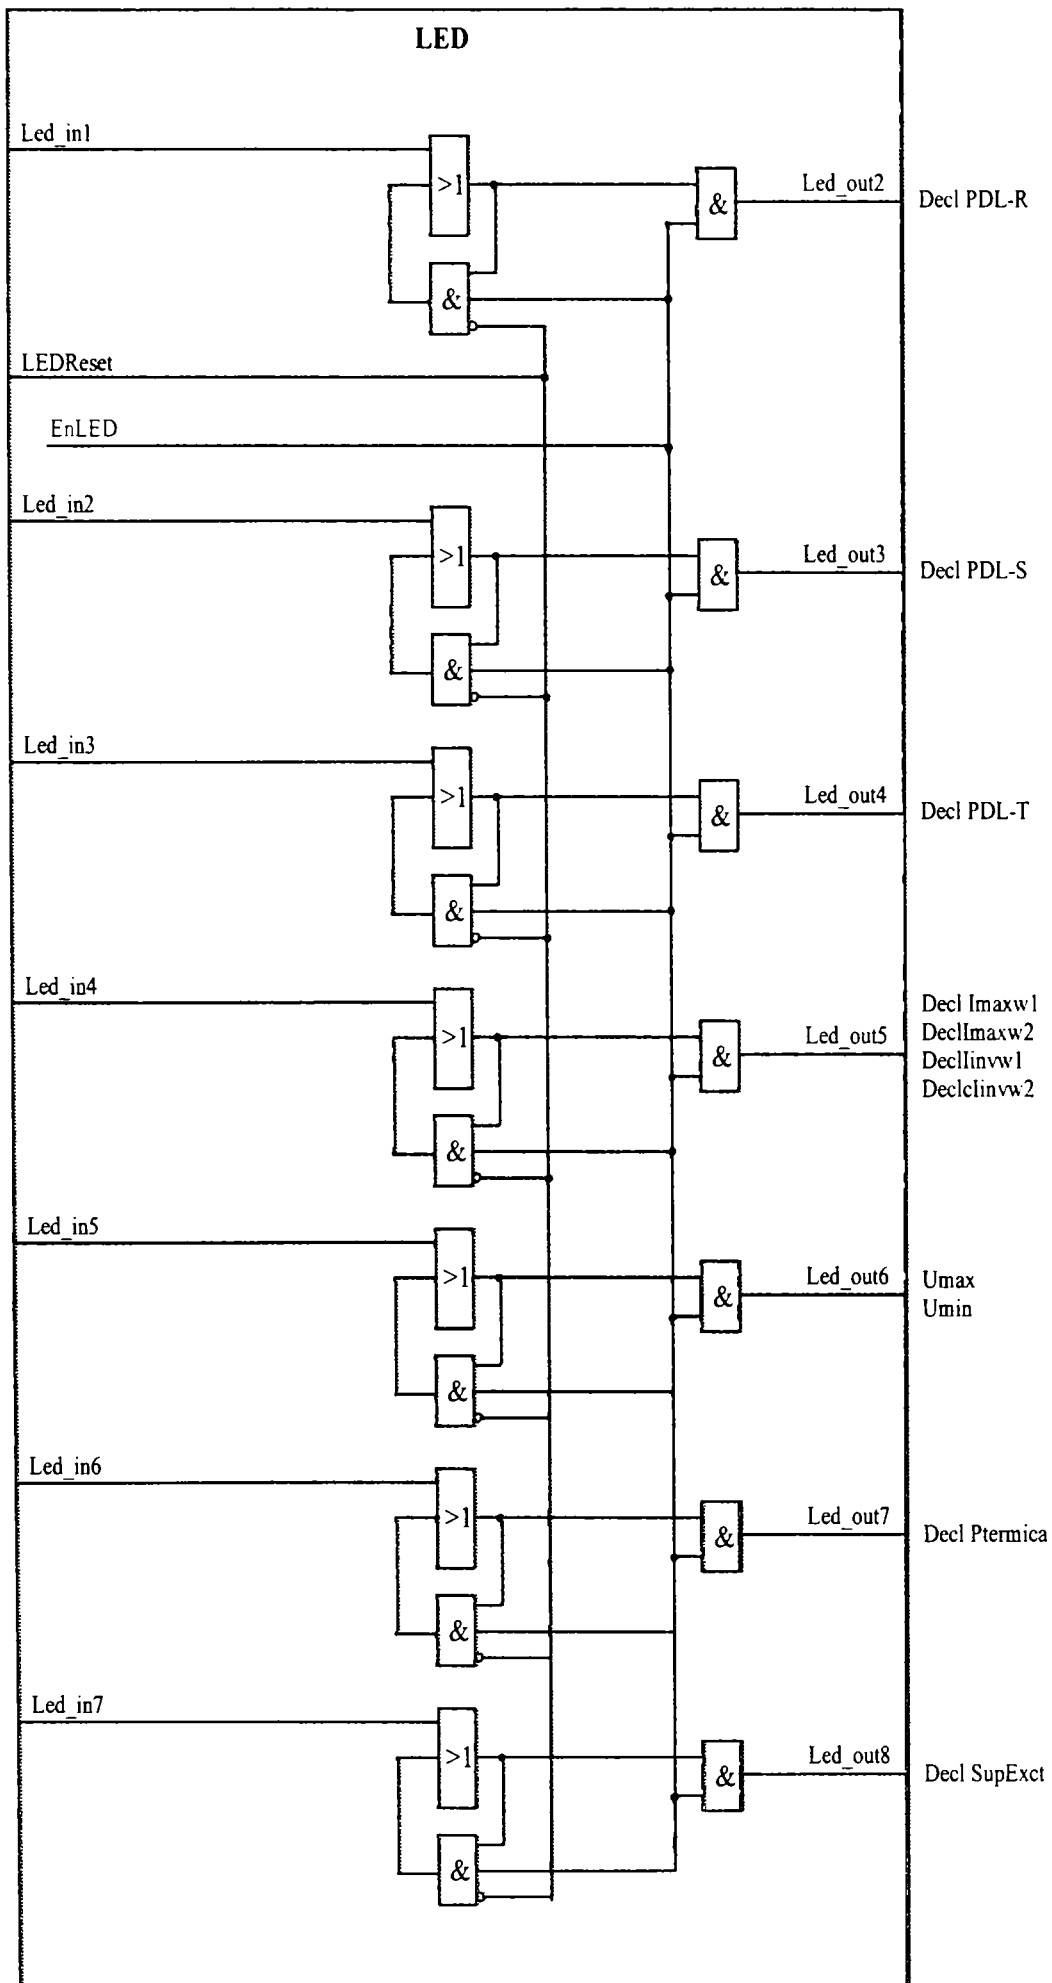 LED
Led_in1
>1
&
Led_out2
Decl PDL-R
&
LEDReset
EnLED
Led_in2
>1
&
Led_out3
Decl PDL-S
&
Led_in3
>1
&
Led_out4
Decl PDL-T
&
Led_in4
>1
&
Led_out5
Decl Imaxw1
DeclImaxw2
DeclIinvw1
DeclcIinvw2
&
Led_in5
>1
&
Led_out6
Umax
Umin
&
Led_in6
>1
&
Led_out7
Decl Ptermica
&
Led_in7
>1
&
Led_out8
Decl SupExct
&